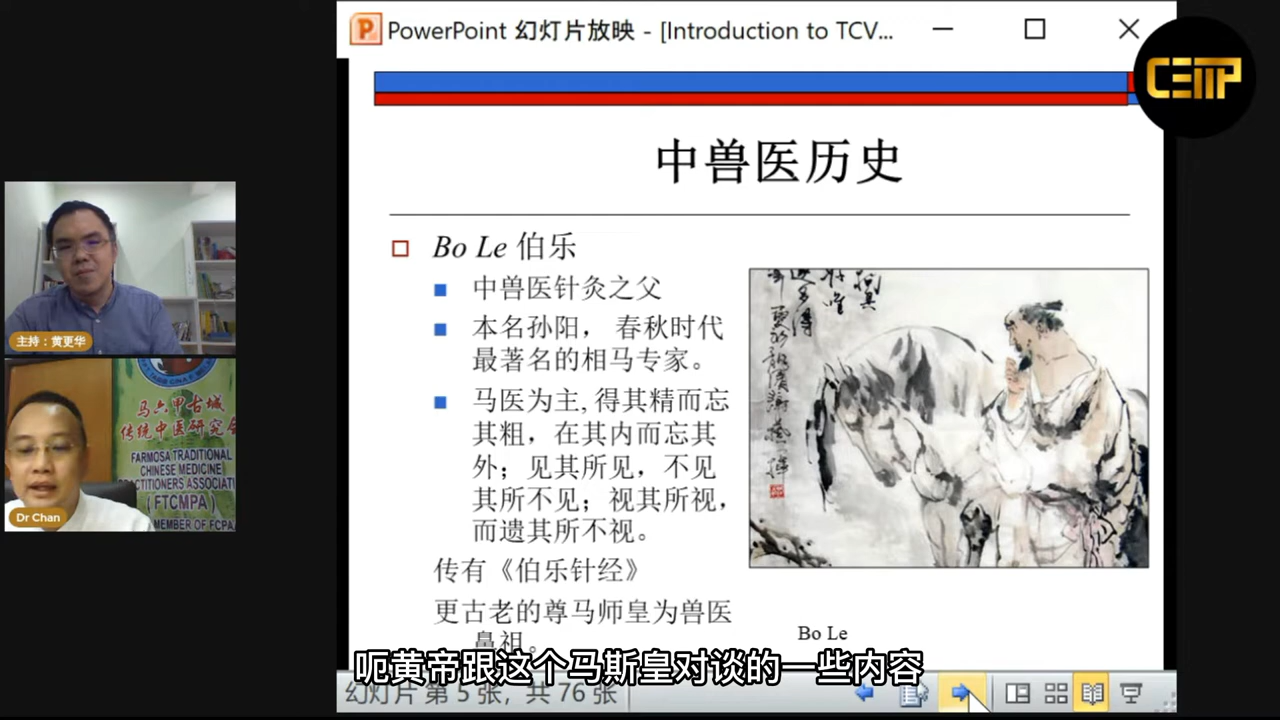 PowerPoint 幻灯片放映 - [Introduction to TCV...
CEMP
中兽医历史
Bo Le 伯乐
中兽医针灸之父
本名孙阳， 春秋时代
最著名的相马专家。
马医为主, 得其精而忘
其粗，在其内而忘其
外；见其所见，不见
其所不见；视其所视，
而遗其所不视。
传有《伯乐针经》
更古老的尊马师皇为兽医
鼻祖。
Bo Le
主持：黄更华
马六甲古城
传统中医研究会
FARMOSA TRADITIONAL
CHINESE MEDICINE
(FTCMPA)
MEMBER OF FCPA
Dr Chan
呃黄帝跟这个马斯皇对谈的一些内容
幻灯片 第 5 张，共 76 张